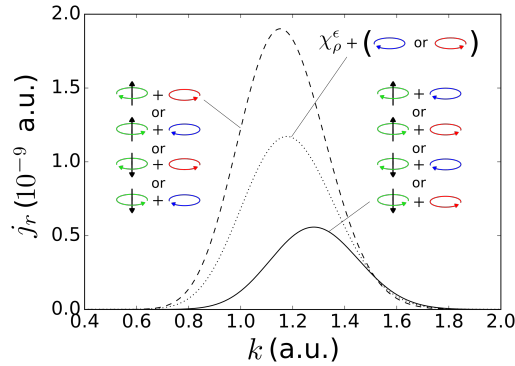 2.0
1.5
1.0
0.5
0.0
j_r (10^{-9} a.u.)
χ_ρ^ϵ + ( or )
+
or
+
or
+
or
+
+
or
+
or
+
or
+
0.4 0.6 0.8 1.0 1.2 1.4 1.6 1.8 2.0
k (a.u.)